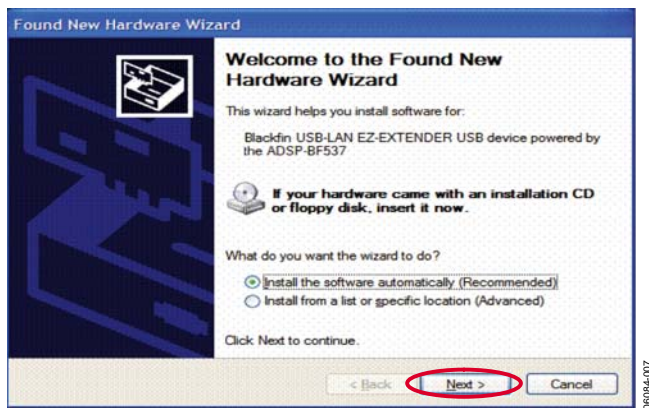 Found New Hardware Wizard
Welcome to the Found New
Hardware Wizard
This wizard helps you install software for:
Blackfin USB-LAN EZ-EXTENDER USB device powered by
the ADSP-BF537
If your hardware came with an installation CD
or floppy disk, insert it now.
What do you want the wizard to do?
Install the software automatically (Recommended)
Install from a list or specific location (Advanced)
Click Next to continue.
< Back
Next >
Cancel
06084-007